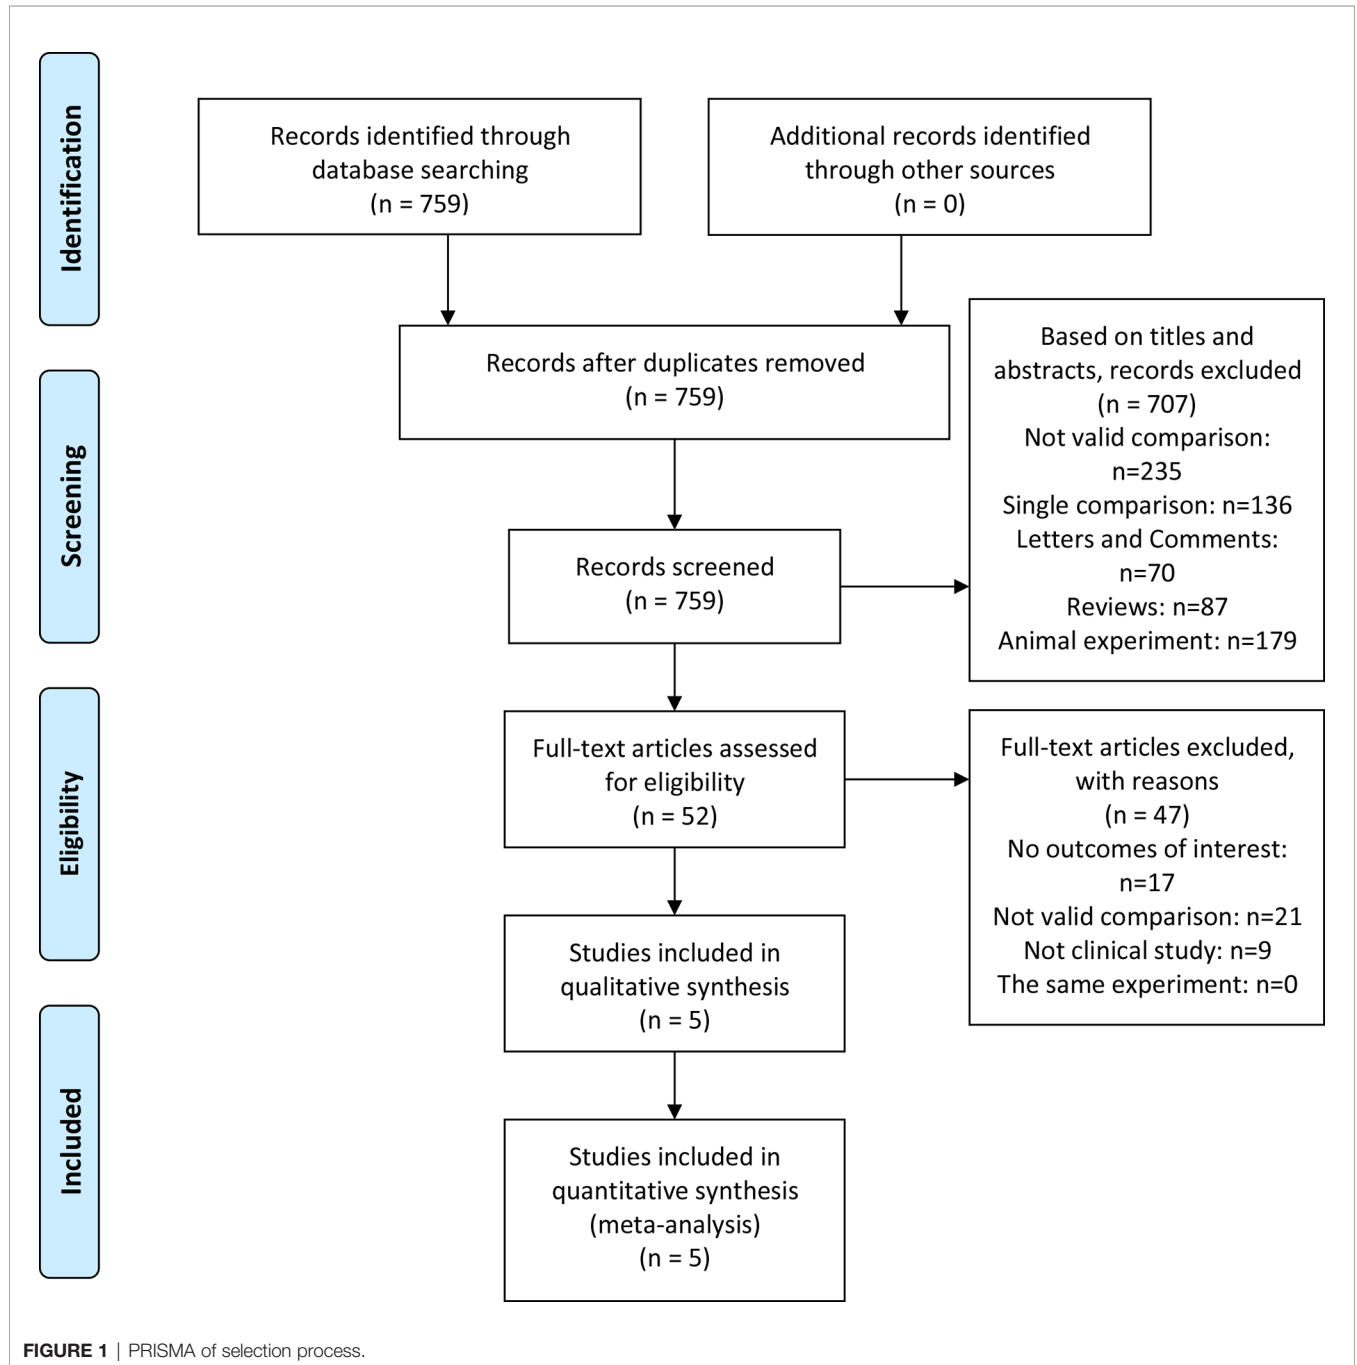 Identification
Records identified through
database searching
(n = 759)
Additional records identified
through other sources
(n = 0)
Records after duplicates removed
(n = 759)
Screening
Records screened
(n = 759)
Based on titles and
abstracts, records excluded
(n = 707)
Not valid comparison:
n=235
Single comparison: n=136
Letters and Comments:
n=70
Reviews: n=87
Animal experiment: n=179
Eligibility
Full-text articles assessed
for eligibility
(n = 52)
Full-text articles excluded,
with reasons
(n = 47)
No outcomes of interest:
n=17
Not valid comparison: n=21
Not clinical study: n=9
The same experiment: n=0
Studies included in
qualitative synthesis
(n = 5)
Included
Studies included in
quantitative synthesis
(meta-analysis)
(n = 5)
FIGURE 1 | PRISMA of selection process.